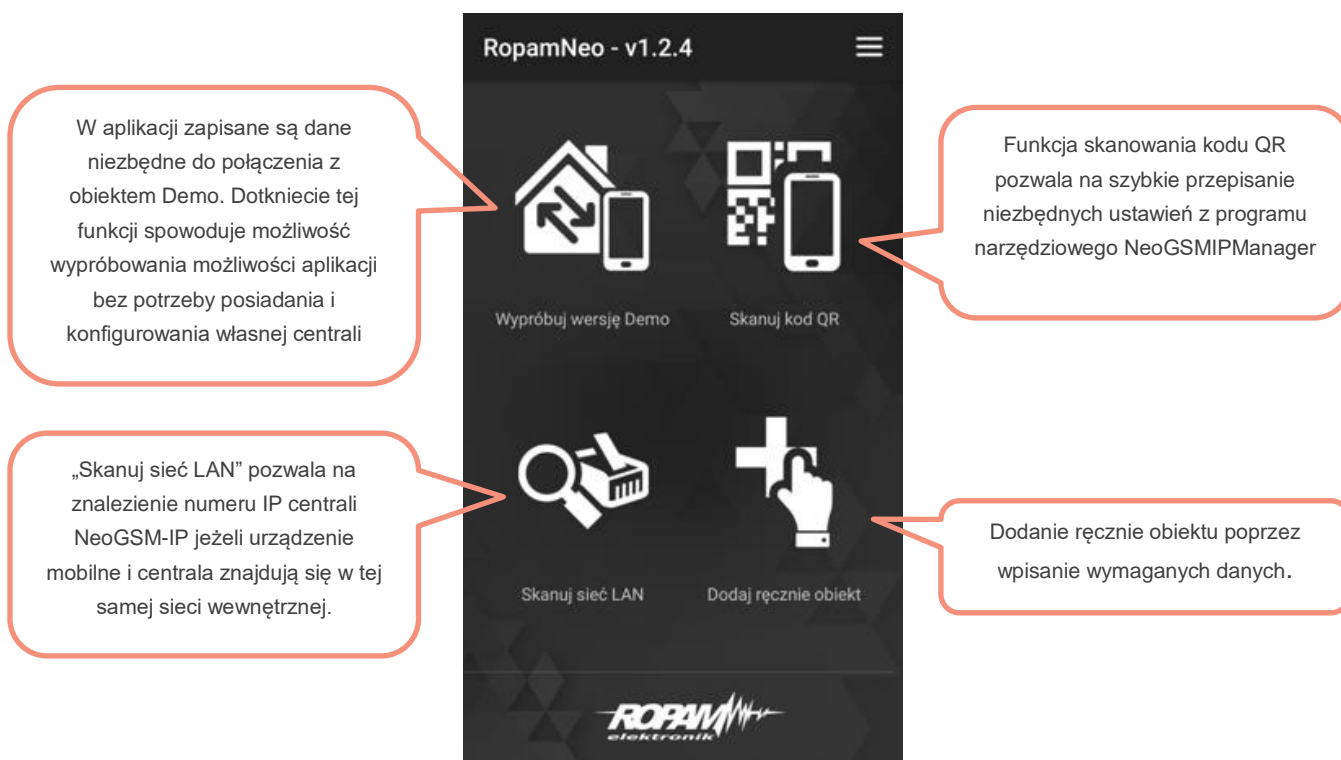 RopamNeo - v1.2.4
W aplikacji zapisane są dane
niezbędne do połączenia z
obiektem Demo. Dotkniecie tej
funkcji spowoduje możliwość
wypróbowania możliwości aplikacji
bez potrzeby posiadania i
konfigurowania własnej centrali
Funkcja skanowania kodu QR
pozwala na szybkie przepisanie
niezbędnych ustawień z programu
narzędziowego NeoGSMIPManager
Wypróbuj wersję Demo
Skanuj kod QR
„Skanuj sieć LAN” pozwala na
znalezienie numeru IP centrali
NeoGSM-IP jeżeli urządzenie
mobilne i centrala znajdują się w tej
samej sieci wewnętrznej.
Dodanie ręcznie obiektu poprzez
wpisanie wymaganych danych.
Skanuj sieć LAN
Dodaj ręcznie obiekt
ROPAM
elektronik